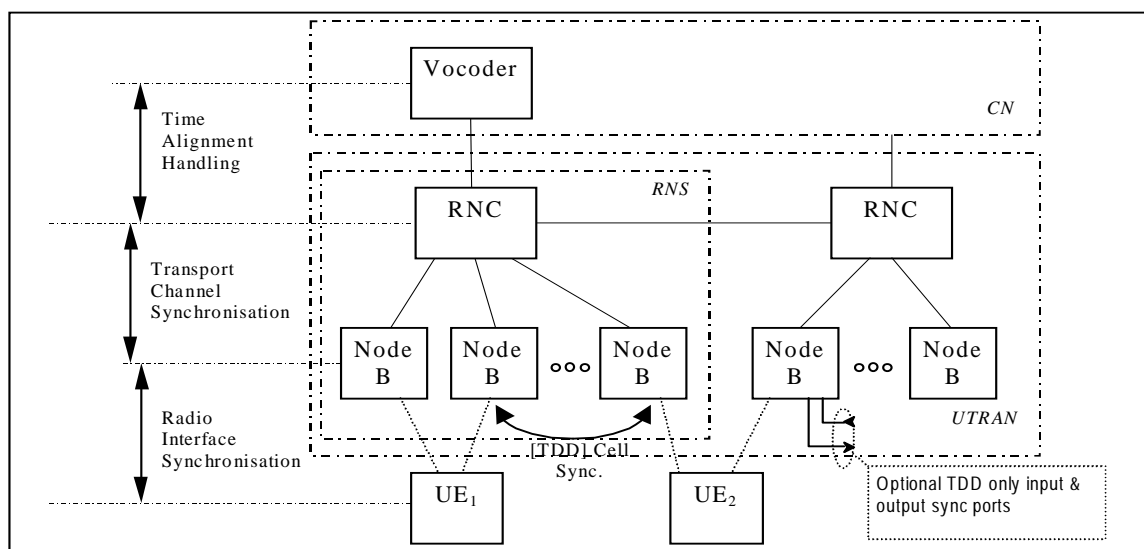 Vocoder
CN
Time
Alignment
Handling
RNS
RNC
RNC
Transport
Channel
Synchronisation
Node
B
Node
B
Node
B
Node
B
Node
B
UTRAN
Radio
Interface
Synchronisation
[TDD] Cell
Sync.
UE1
UE2
Optional TDD only input &
output sync ports